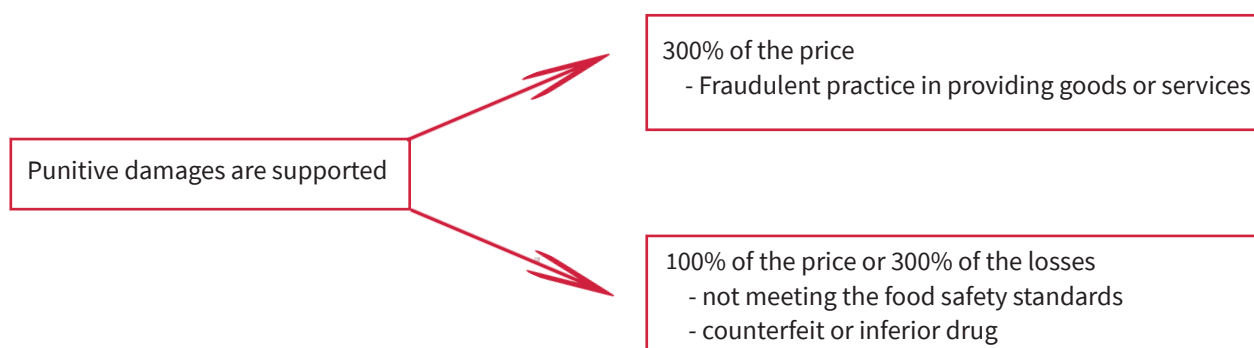 300% of the price
- Fraudulent practice in providing goods or services
Punitive damages are supported
100% of the price or 300% of the losses
- not meeting the food safety standards
- counterfeit or inferior drug